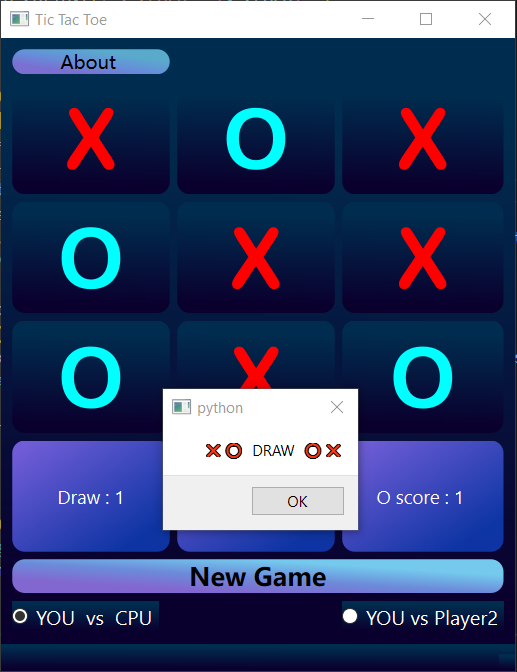 Tic Tac Toe
About
X O X
O X X
O X O
python
❌⭕ DRAW ⭕❌
OK
Draw : 1
O score : 1
New Game
YOU vs CPU
YOU vs Player2